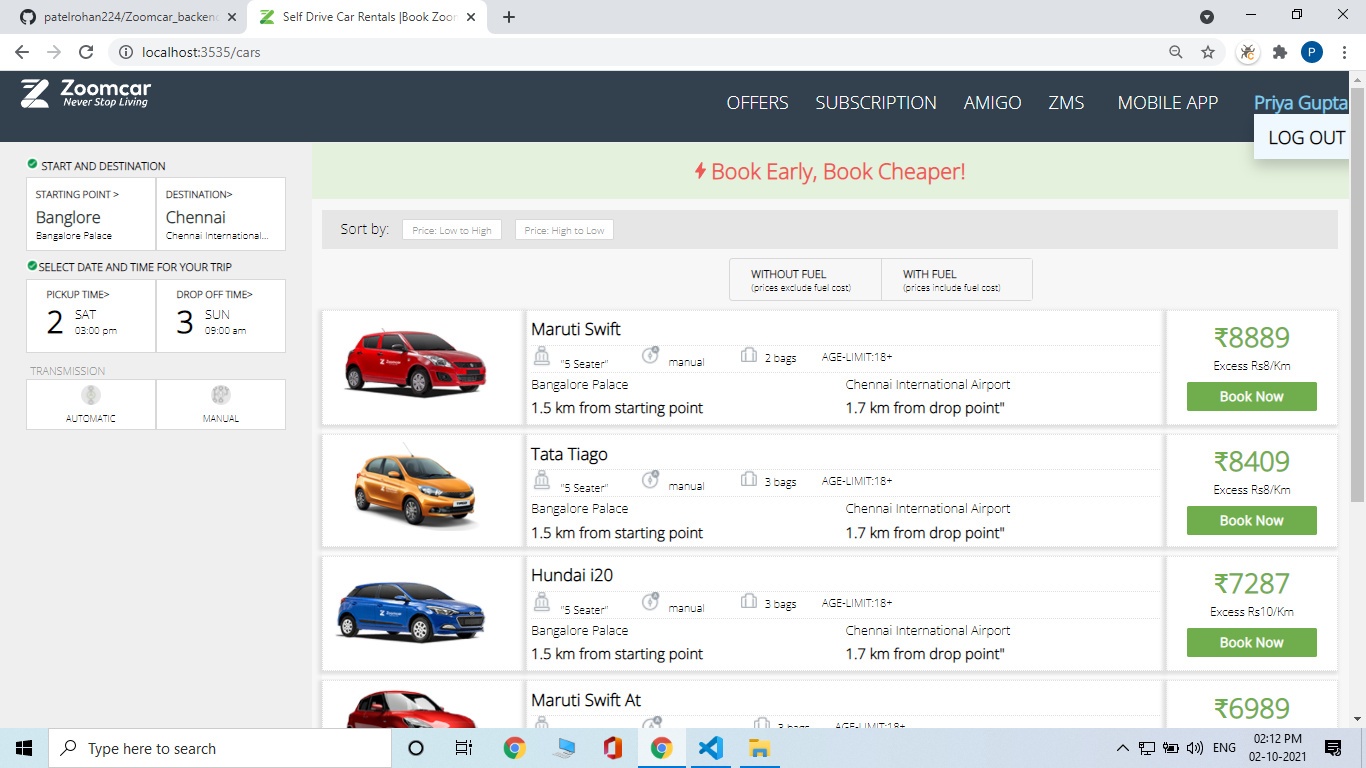 patelrohan224/Zoomcar_backen
Self Drive Car Rentals |Book Zoom
localhost:3535/cars
P
Zoomcar
Never Stop Living
OFFERS
SUBSCRIPTION
AMIGO
ZMS
MOBILE APP
Priya Gupta
LOG OUT
START AND DESTINATION
STARTING POINT >
Banglore
Bangalore Palace
DESTINATION>
Chennai
Chennai International...
SELECT DATE AND TIME FOR YOUR TRIP
PICKUP TIME>
2 SAT
03:00 pm
DROP OFF TIME>
3 SUN
09:00 am
TRANSMISSION
AUTOMATIC
MANUAL
Book Early, Book Cheaper!
Sort by:
Price: Low to High
Price: High to Low
WITHOUT FUEL
(prices exclude fuel cost)
WITH FUEL
(prices include fuel cost)
Zoomcar
Maruti Swift
"5 Seater"
manual
2 bags
AGE-LIMIT:18+
Bangalore Palace
Chennai International Airport
1.5 km from starting point
1.7 km from drop point"
₹8889
Excess Rs8/Km
Book Now
Tata Tiago
"5 Seater"
manual
3 bags
AGE-LIMIT:18+
Bangalore Palace
Chennai International Airport
1.5 km from starting point
1.7 km from drop point"
₹8409
Excess Rs8/Km
Book Now
Zoomcar
Hundai i20
"5 Seater"
manual
3 bags
AGE-LIMIT:18+
Bangalore Palace
Chennai International Airport
1.5 km from starting point
1.7 km from drop point"
₹7287
Excess Rs10/Km
Book Now
Maruti Swift At
3 bags
AGE-LIMIT:18+
₹6989
Type here to search
ENG
02:12 PM
02-10-2021